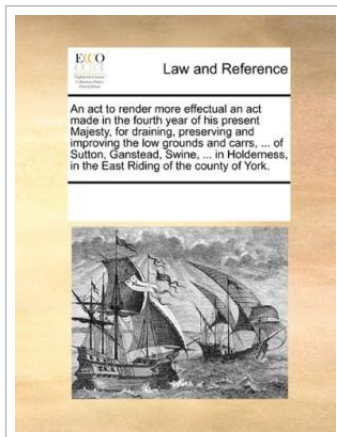 ECCO
Law and Reference
An act to render more effectual an act
made in the fourth year of his present
Majesty, for draining, preserving and
improving the low grounds and carrs, ... of
Sutton, Ganstead, Swine, ... in Holderness,
in the East Riding of the county of York.